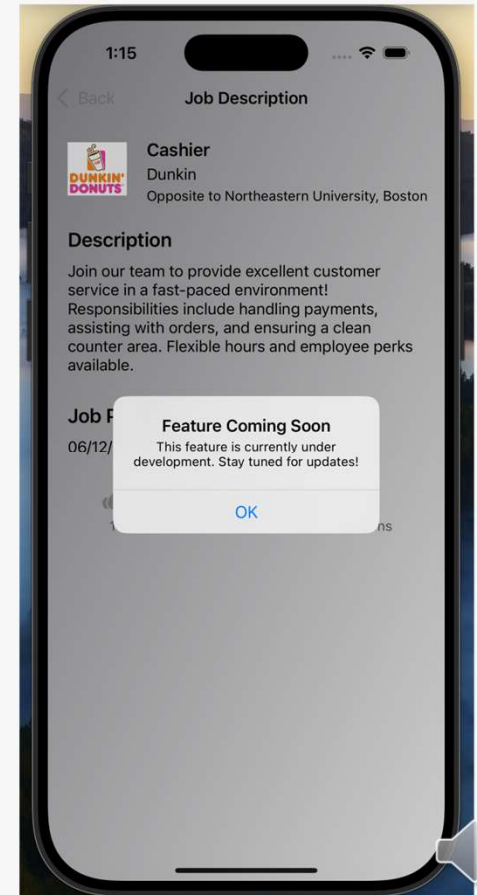 1:15
Back
Job Description
DUNKIN'
DONUTS
Cashier
Dunkin
Opposite to Northeastern University, Boston
Description
Join our team to provide excellent customer
service in a fast-paced environment!
Responsibilities include handling payments,
assisting with orders, and ensuring a clean
counter area. Flexible hours and employee perks
available.
Job
06/12/
Feature Coming Soon
This feature is currently under
development. Stay tuned for updates!
OK